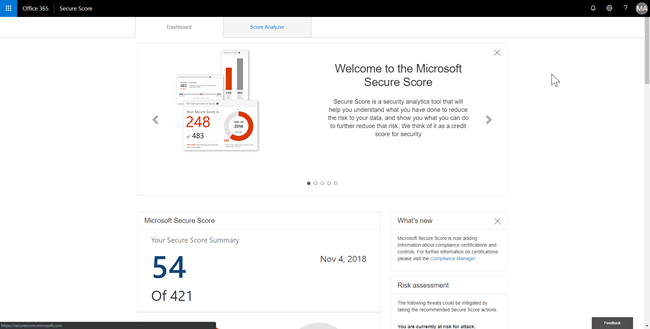 Office 365
Secure Score
MA
Dashboard
Score Analyzer
Welcome to the Microsoft
Secure Score
Secure Score is a security analytics tool that will
help you understand what you have done to reduce
the risk to your data, and show you what you can do
to further reduce that risk. We think of it as a credit
score for security
Your Secure Score is
248
of 483
Microsoft Secure Score
Your Secure Score Summary
54
Of 421
Nov 4, 2018
What's new
Microsoft Secure Score is now adding
information about compliance certifications and
controls. For further information on certifications
please visit the Compliance Manager.
Risk assessment
The following threats could be mitigated by
taking the recommended Secure Score actions.
You are currently at risk for attack.
Feedback
https://securescore.microsoft.com